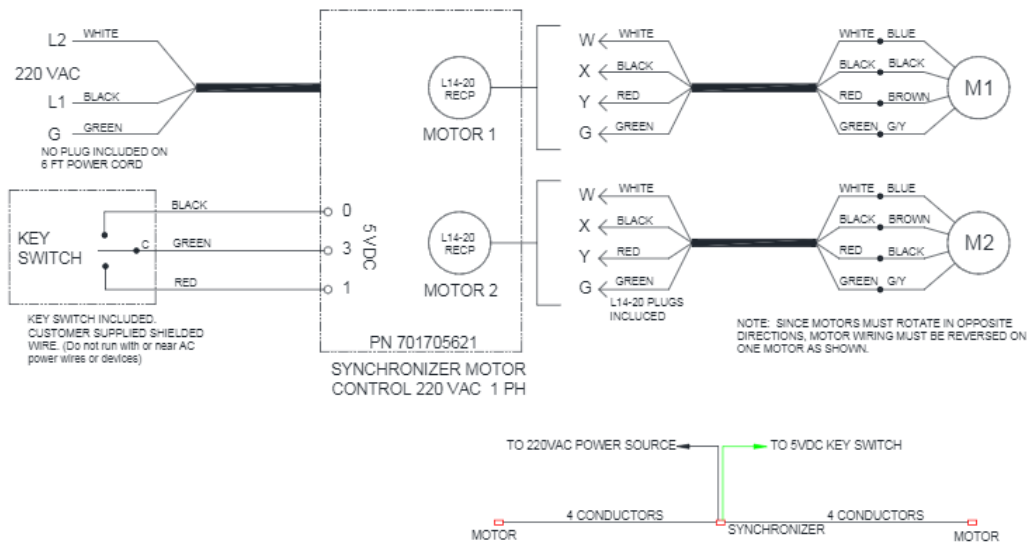 L2 WHITE
220 VAC
L1 BLACK
G GREEN
NO PLUG INCLUDED ON
6 FT POWER CORD
KEY
SWITCH
C
BLACK
GREEN
RED
0
3
1
5 VDC
KEY SWITCH INCLUDED.
CUSTOMER SUPPLIED SHIELDED
WIRE. (Do not run with or near AC
power wires or devices)
L14-20
RECP
MOTOR 1
L14-20
RECP
MOTOR 2
PN 701705621
SYNCHRONIZER MOTOR
CONTROL 220 VAC 1 PH
W WHITE
X BLACK
Y RED
G GREEN
WHITE BLUE
BLACK BLACK
RED BROWN
GREEN G/Y
M1
W WHITE
X BLACK
Y RED
G GREEN
L14-20 PLUGS
INCLUDED
WHITE BLUE
BLACK BROWN
RED BLACK
GREEN G/Y
M2
NOTE: SINCE MOTORS MUST ROTATE IN OPPOSITE
DIRECTIONS, MOTOR WIRING MUST BE REVERSED ON
ONE MOTOR AS SHOWN.
TO 220VAC POWER SOURCE
TO 5VDC KEY SWITCH
4 CONDUCTORS
4 CONDUCTORS
MOTOR
SYNCHRONIZER
MOTOR